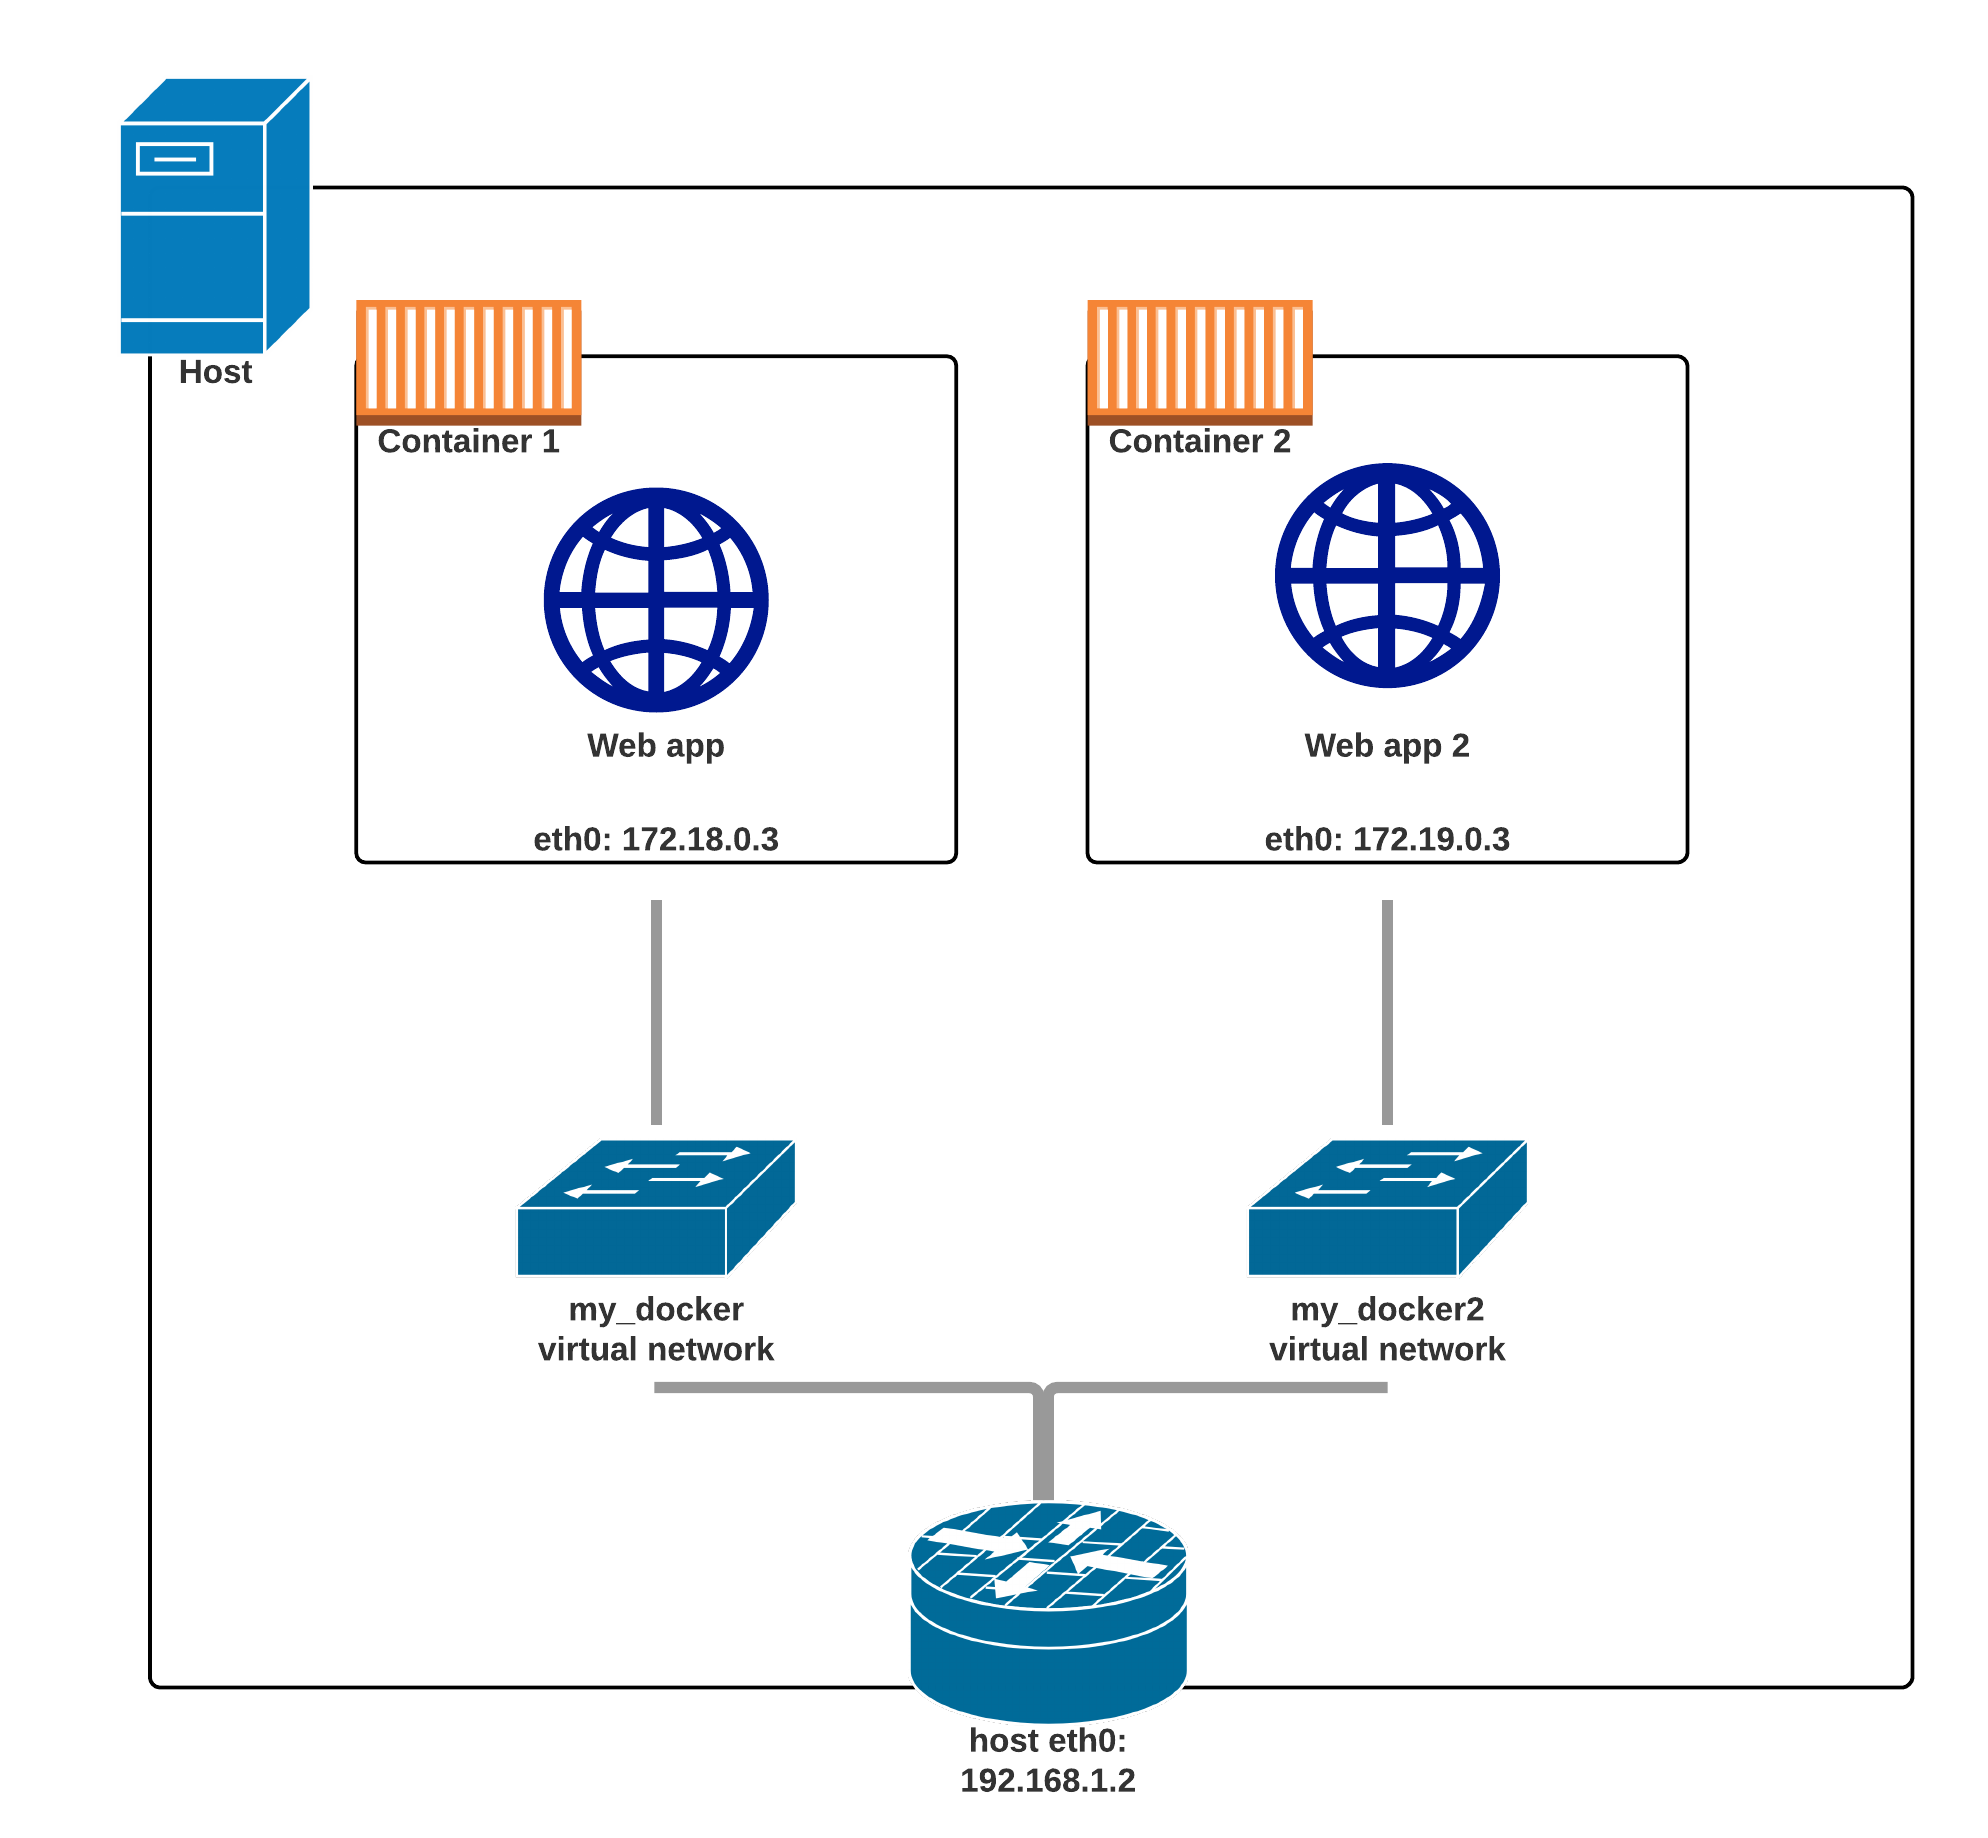 Host
Container 1
Container 2
Web app
Web app 2
eth0: 172.18.0.3
eth0: 172.19.0.3
my_docker
virtual network
my_docker2
virtual network
host eth0:
192.168.1.2